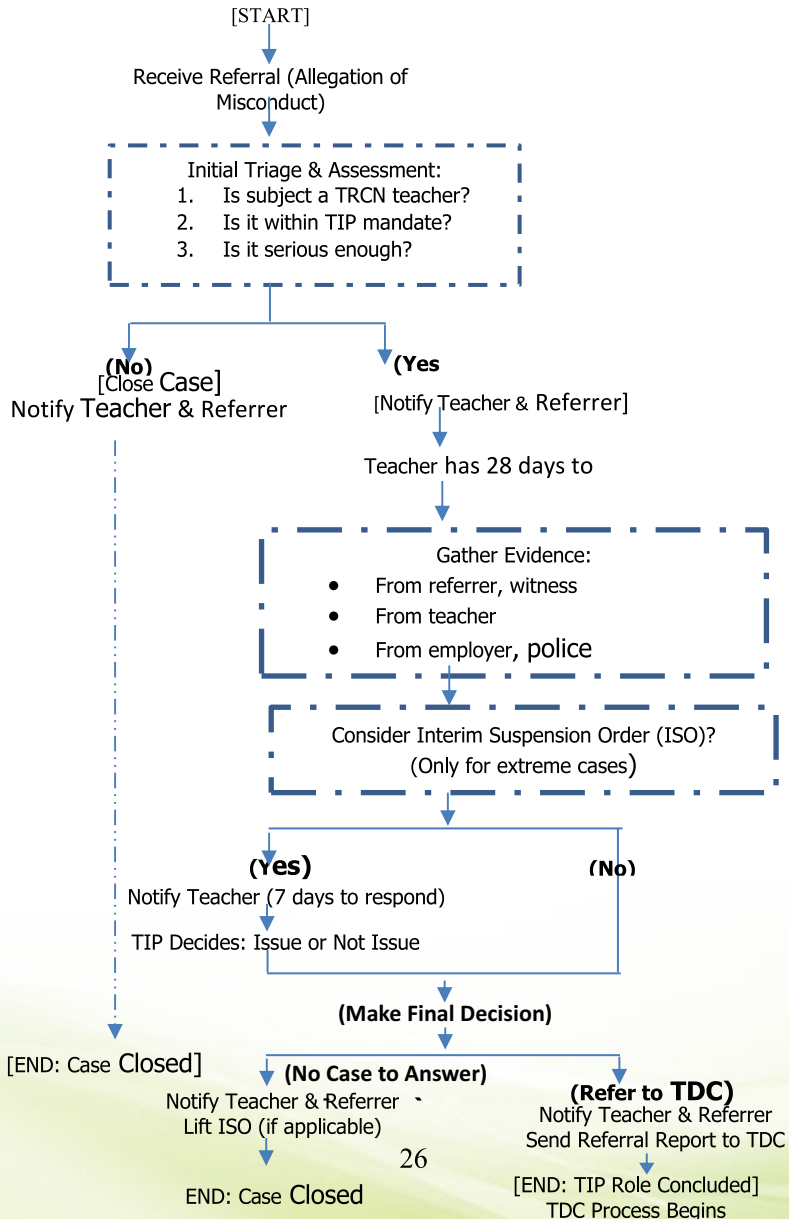 [START]
Receive Referral (Allegation of
Misconduct)
Initial Triage & Assessment:
1. Is subject a TRCN teacher?
2. Is it within TIP mandate?
3. Is it serious enough?
(No)
[Close Case]
Notify Teacher & Referrer
(Yes
[Notify Teacher & Referrer]
Teacher has 28 days to
Gather Evidence:
• From referrer, witness
• From teacher
• From employer, police
Consider Interim Suspension Order (ISO)?
(Only for extreme cases)
(Yes)
Notify Teacher (7 days to respond)
TIP Decides: Issue or Not Issue
(No)
(Make Final Decision)
[END: Case Closed]
(No Case to Answer)
Notify Teacher & Referrer
Lift ISO (if applicable)
END: Case Closed
(Refer to TDC)
Notify Teacher & Referrer
Send Referral Report to TDC
[END: TIP Role Concluded]
TDC Process Begins
26